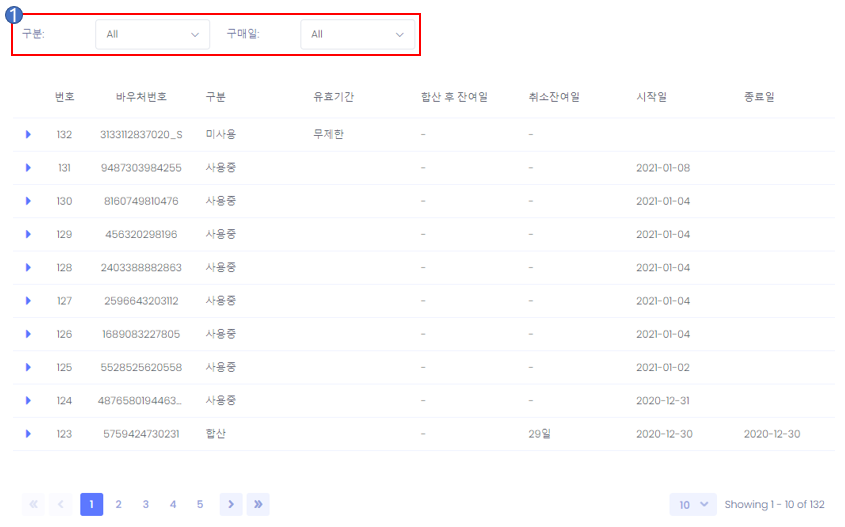 1
구분: All 구매일: All
번호 바우처번호 구분 유효기간 합산 후 잔여일 취소잔여일 시작일 종료일
132 3133112837020_S 미사용 무제한 - -
131 9487303984255 사용중 - - 2021-01-08
130 8160749810476 사용중 - - 2021-01-04
129 456320298196 사용중 - - 2021-01-04
128 2403388882863 사용중 - - 2021-01-04
127 2596643203112 사용중 - - 2021-01-04
126 1689083227805 사용중 - - 2021-01-04
125 5528525620558 사용중 - - 2021-01-02
124 4876580194463... 사용중 - - 2020-12-31
123 5759424730231 합산 - 29일 2020-12-30 2020-12-30
« ‹ 1 2 3 4 5 › » 10 Showing 1 - 10 of 132